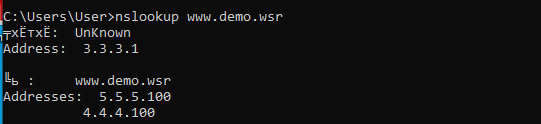 C:\Users\User>nslookup www.demo.wsr
╤хЁтхЁ:  UnKnown
Address:  3.3.3.1
╚ь :     www.demo.wsr
Addresses:  5.5.5.100
          4.4.4.100